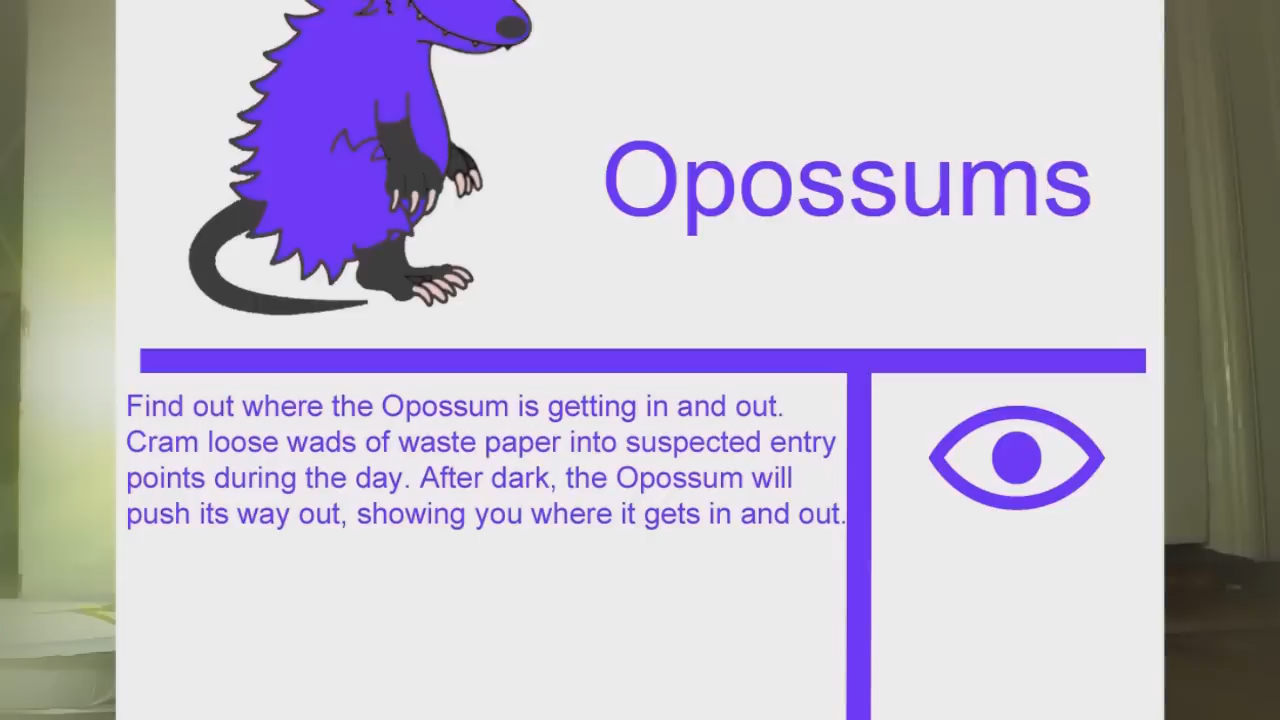 Opossums
Find out where the Opossum is getting in and out.
Cram loose wads of waste paper into suspected entry
points during the day. After dark, the Opossum will
push its way out, showing you where it gets in and out.